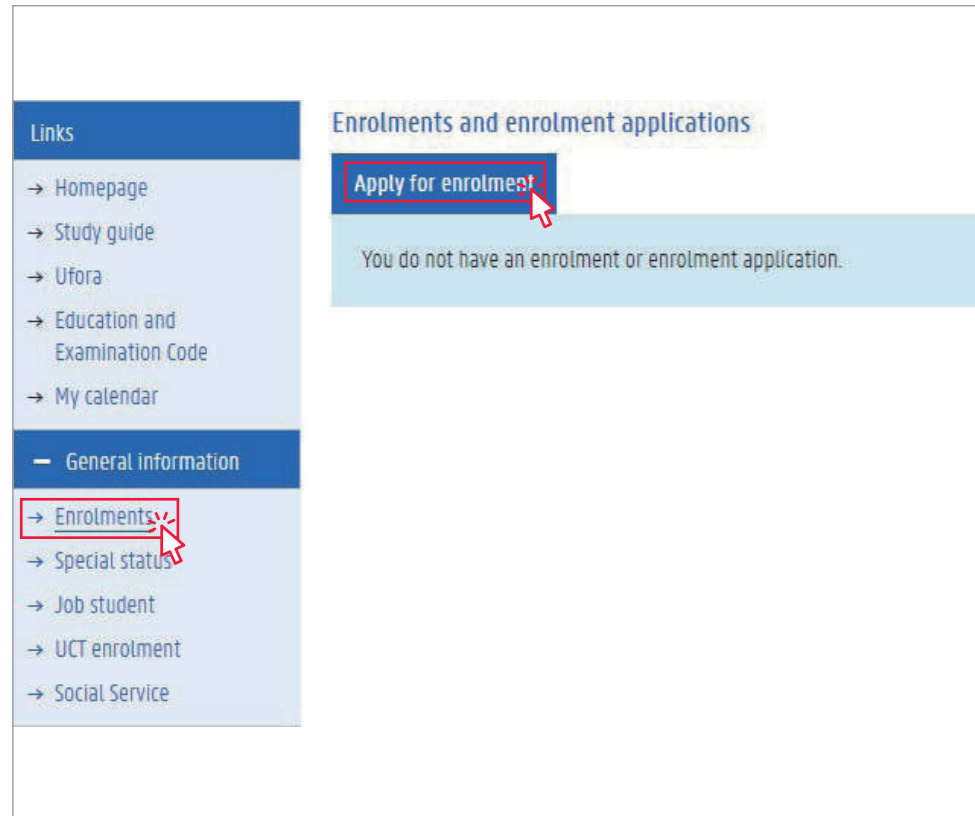 Links
→ Homepage
→ Study guide
→ Ufora
→ Education and
Examination Code
→ My calendar
– General information
→ Enrolments
→ Special status
→ Job student
→ UCT enrolment
→ Social Service
Enrolments and enrolment applications
Apply for enrolment
You do not have an enrolment or enrolment application.